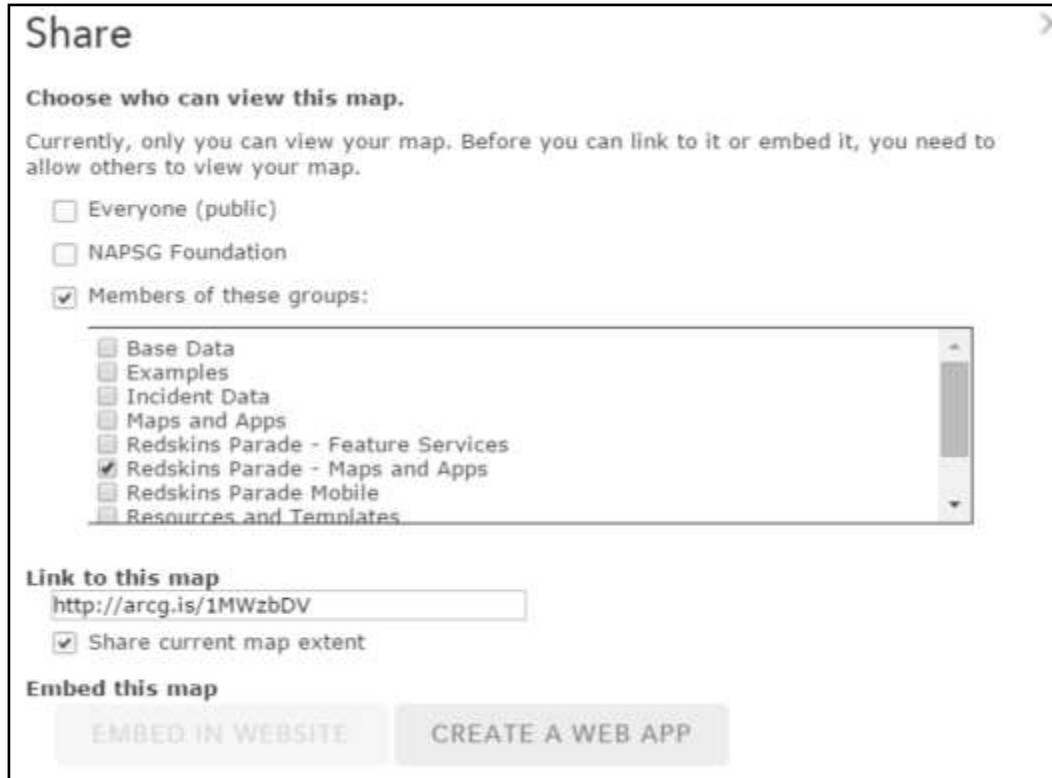 Share
Choose who can view this map.
Currently, only you can view your map. Before you can link to it or embed it, you need to
allow others to view your map.
Everyone (public)
NAPSG Foundation
Members of these groups:
Base Data
Examples
Incident Data
Maps and Apps
Redskins Parade - Feature Services
Redskins Parade - Maps and Apps
Redskins Parade Mobile
Resources and Templates
Link to this map
http://arcg.is/1MWzbDV
Share current map extent
Embed this map
EMBED IN WEBSITE CREATE A WEB APP